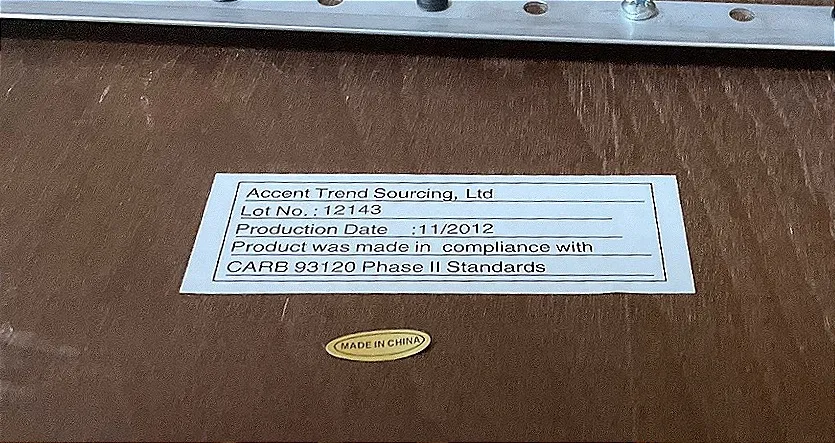 Accent Trend Sourcing, Ltd
Lot No. : 12143
Production Date :11/2012
Product was made in compliance with
CARB 93120 Phase II Standards
MADE IN CHINA